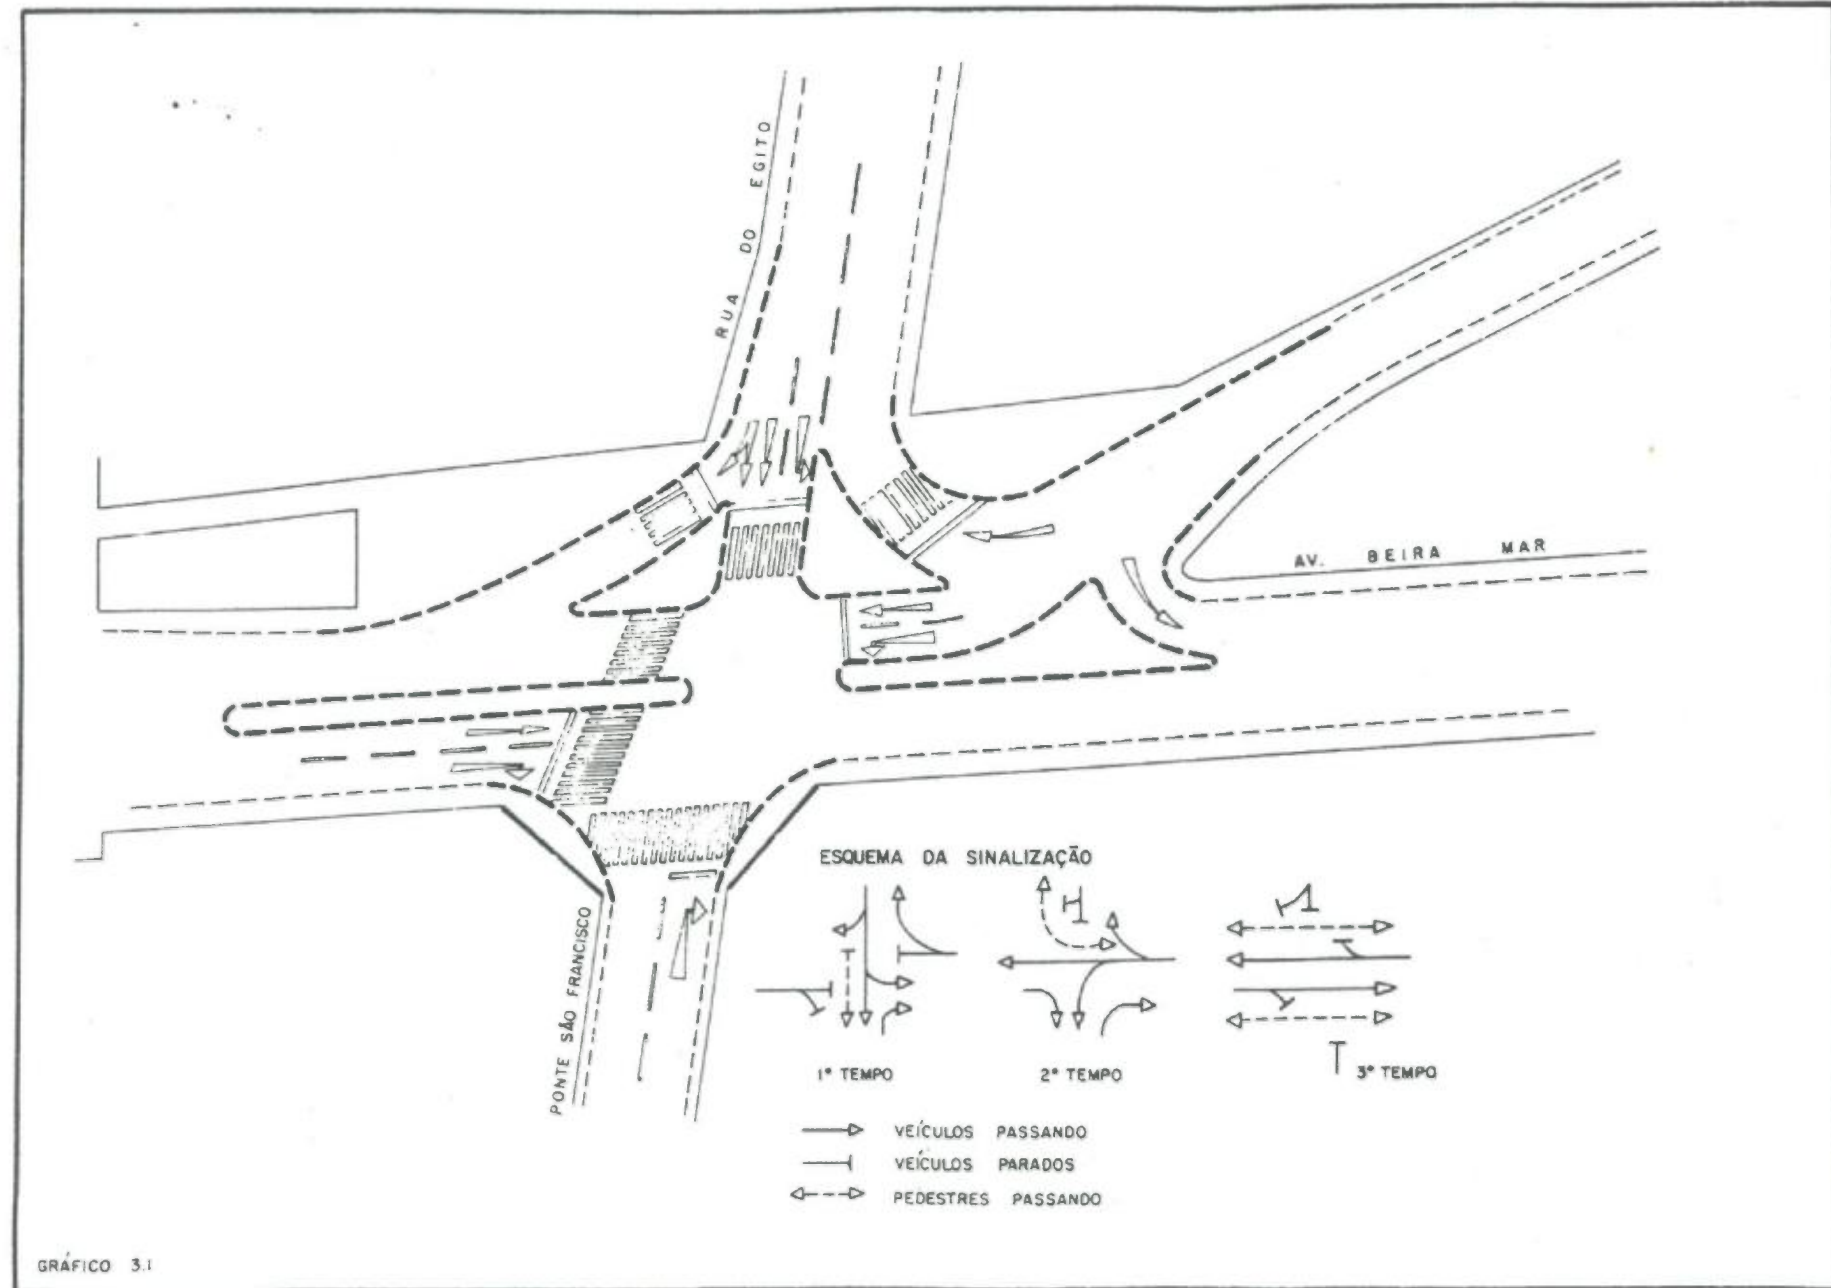 RUA DO EGITO
AV. BEIRA MAR
PONTE SÃO FRANCISCO
ESQUEMA DA SINALIZAÇÃO
1º TEMPO
2º TEMPO
3º TEMPO
VEÍCULOS PASSANDO
VEÍCULOS PARADOS
PEDESTRES PASSANDO
GRÁFICO 3.1